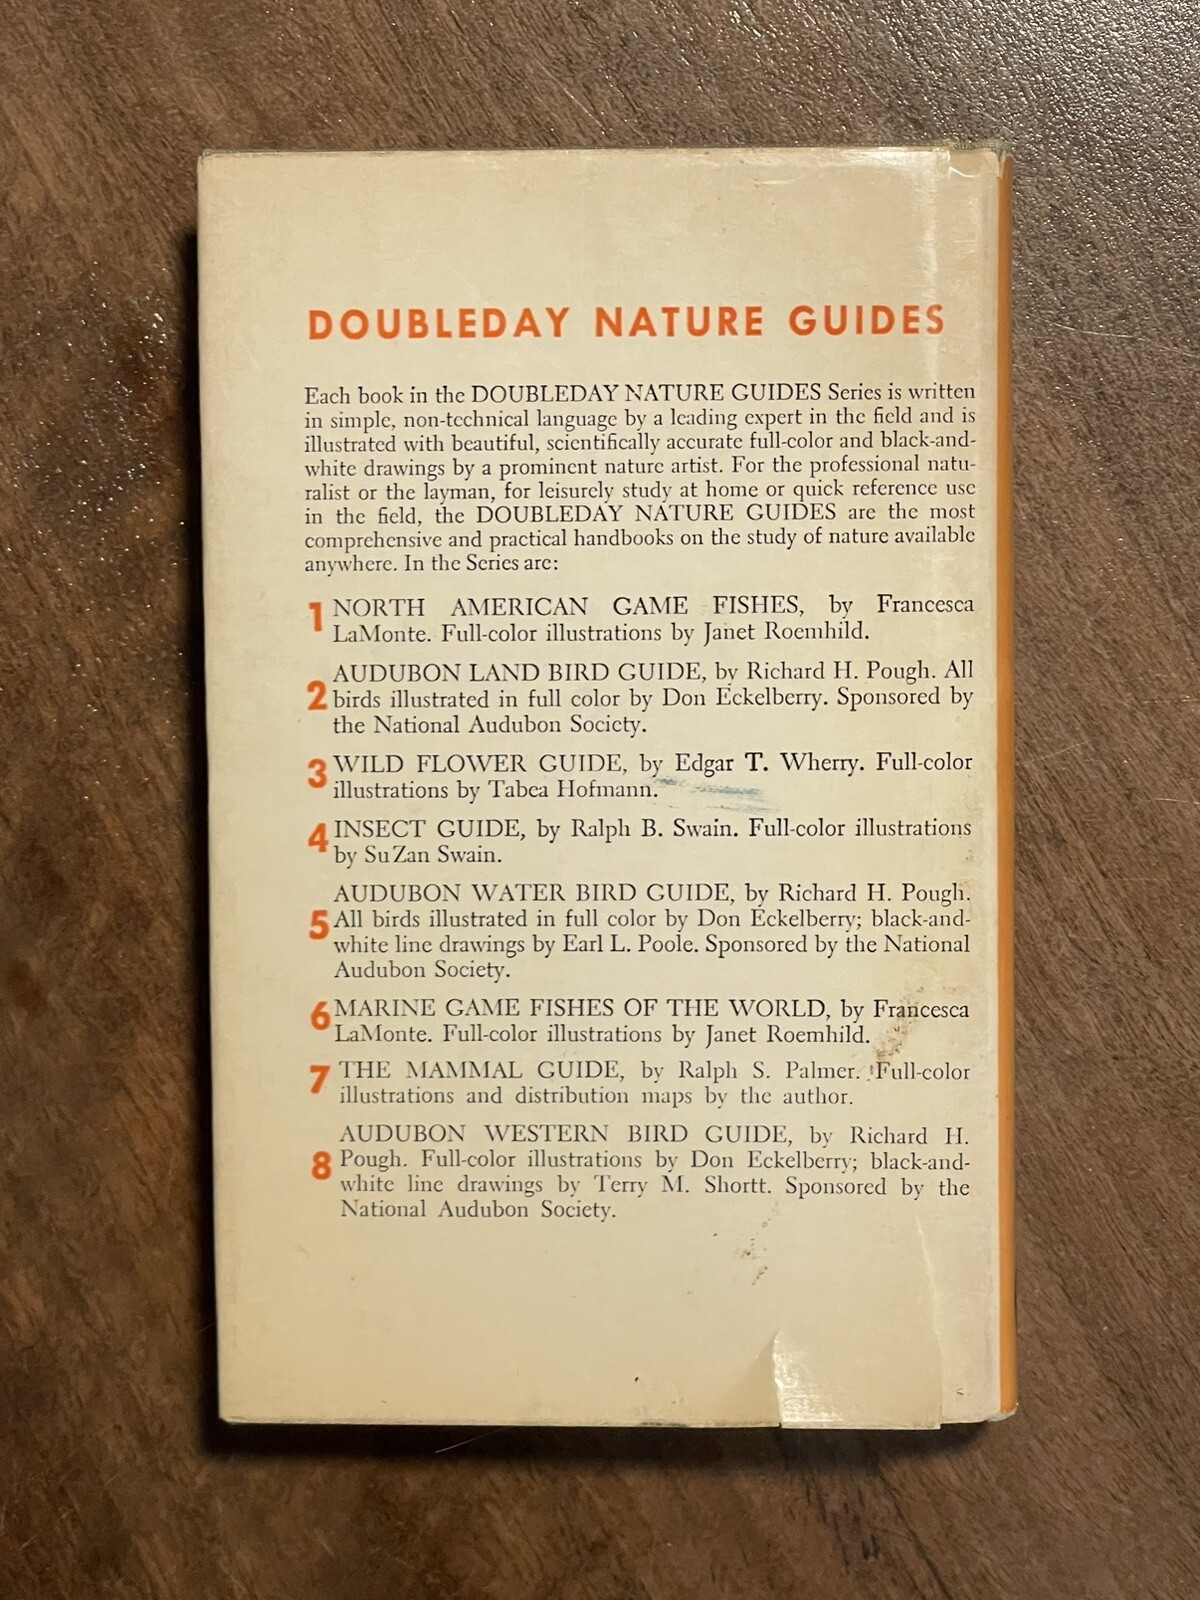 DOUBLEDAY NATURE GUIDES
Each book in the DOUBLEDAY NATURE GUIDES Series is written
in simple, non-technical language by a leading expert in the field and is
illustrated with beautiful, scientifically accurate full-color and black-and-
white drawings by a prominent nature artist. For the professional natu-
ralist or the layman, for leisurely study at home or quick reference use
in the field, the DOUBLEDAY NATURE GUIDES are the most
comprehensive and practical handbooks on the study of nature available
anywhere. In the Series are:
1 NORTH AMERICAN GAME FISHES, by Francesca
LaMonte. Full-color illustrations by Janet Roemhild.
AUDUBON LAND BIRD GUIDE, by Richard H. Pough. All
2 birds illustrated in full color by Don Eckelberry. Sponsored by
the National Audubon Society.
3 WILD FLOWER GUIDE, by Edgar T. Wherry. Full-color
illustrations by Tabea Hofmann.
4 INSECT GUIDE, by Ralph B. Swain. Full-color illustrations
by SuZan Swain.
AUDUBON WATER BIRD GUIDE, by Richard H. Pough.
5 All birds illustrated in full color by Don Eckelberry; black-and-
white line drawings by Earl L. Poole. Sponsored by the National
Audubon Society.
6 MARINE GAME FISHES OF THE WORLD, by Francesca
LaMonte. Full-color illustrations by Janet Roemhild.
7 THE MAMMAL GUIDE, by Ralph S. Palmer. Full-color
illustrations and distribution maps by the author.
AUDUBON WESTERN BIRD GUIDE, by Richard H.
8 Pough. Full-color illustrations by Don Eckelberry; black-and-
white line drawings by Terry M. Shortt. Sponsored by the
National Audubon Society.